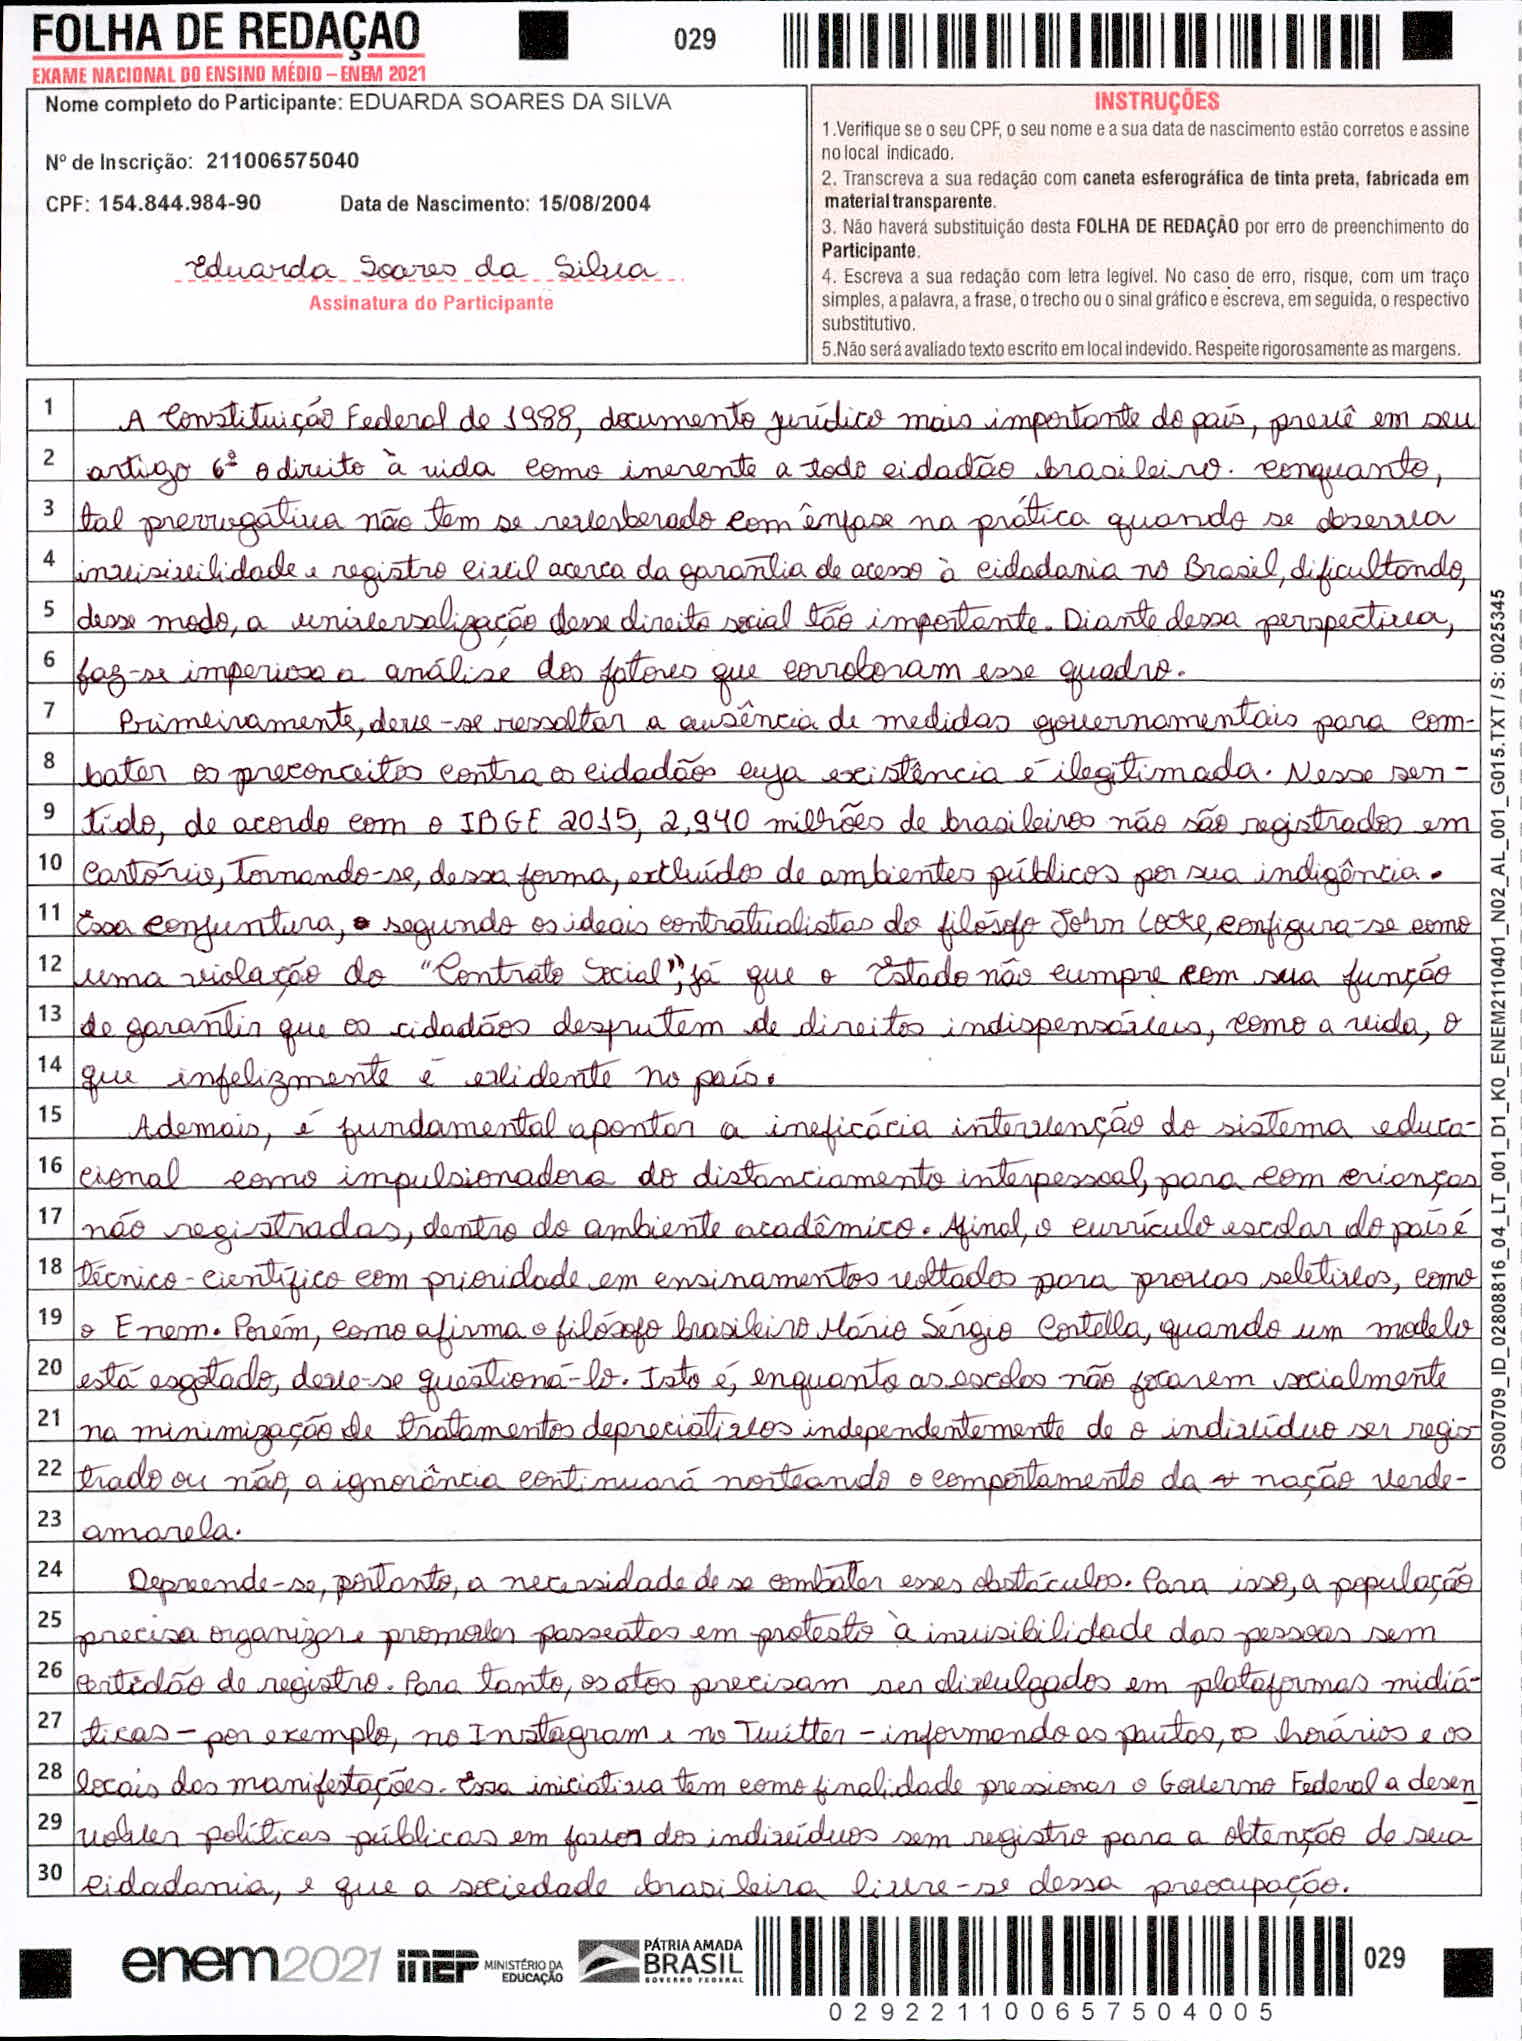 FOLHA DE REDAÇÃO
029
EXAME NACIONAL DO ENSINO MÉDIO – ENEM 2021
Nome completo do Participante: EDUARDA SOARES DA SILVA
Nº de Inscrição: 211006575040
CPF: 154.844.984-90 Data de Nascimento: 15/08/2004
Eduarda Soares da Silva
Assinatura do Participante
INSTRUÇÕES
1.Verifique se o seu CPF, o seu nome e a sua data de nascimento estão corretos e assine
no local indicado.
2. Transcreva a sua redação com caneta esferográfica de tinta preta, fabricada em
material transparente.
3. Não haverá substituição desta FOLHA DE REDAÇÃO por erro de preenchimento do
Participante.
4. Escreva a sua redação com letra legível. No caso de erro, risque, com um traço
simples, a palavra, a frase, o trecho ou o sinal gráfico e escreva, em seguida, o respectivo
substitutivo.
5.Não será avaliado texto escrito em local indevido. Respeite rigorosamente as margens.
1 A Constituição Federal de 1988, documento jurídico mais importante do país, prevê em seu
2 artigo 6º o direito à vida como inerente a todo cidadão brasileiro. Conquanto,
3 tal prerrogativa não tem se reverberado com ênfase na prática quando se observa
4 invisivilidade e registro civil acerca da garantia de acesso à cidadania no Brasil, dificultando,
5 desse modo, a universalização desse direito social tão importante. Diante dessa perspectiva,
6 faz-se imperiosa a análise dos fatores que corroboram esse quadro.
7 Primeiramente, deve-se ressaltar a ausência de medidas governamentais para com-
8 bater os preconceitos contra os cidadãos cuja existência é ilegitimada. Nesse sen-
9 tido, de acordo com o IBGE 2015, 2,940 milhões de brasileiros não são registrados em
10 Cartório, tornando-se, dessa forma, excluídos de ambientes públicos por sua indigência.
11 Essa conjuntura, segundo os ideais contratualistas do filósofo John Locke, configura-se como
12 uma violação do "Contrato Social", já que o Estado não cumpre com sua função
13 de garantir que os cidadãos desfrutem de direitos indispensáveis, como a vida, o
14 que infelizmente é evidente no país.
15 Ademais, é fundamental apontar a ineficácia intervenção do sistema educa-
16 cional como impulsionadora do distanciamento interpessoal, para com crianças
17 não registradas, dentro do ambiente acadêmico. Afinal, o currículo escolar do país é
18 técnico-científico com prioridade em ensinamentos voltados para provas seletivos, como
19 o Enem. Porém, como afirma o filósofo brasileiro Mário Sérgio Cortella, quando um modelo
20 está esgotado, deve-se questioná-lo. Isto é, enquanto as escolas não focarem socialmente
21 na minimização de tratamentos depreciativos independentemente de o indivíduo ser regis-
22 trado ou não, a ignorância continuará norteando o comportamento da nação verde-
23 amarela.
24 Depreende-se, portanto, a necessidade de se combater esses obstáculos. Para isso, a população
25 precisa organizar e promover passeatas em protesto à invisibilidade das pessoas sem
26 certidão de registro. Para tanto, os atos precisam ser divulgados em plataformas midiá-
27 ticas – por exemplo, no Instagram e no Twitter – informando as pautas, os horários e os
28 locais das manifestações. Essa iniciativa tem como finalidade pressionar o Governo Federal a desen
29 volver políticas públicas em favor dos indivíduos sem registro para a obtenção de sua
30 cidadania, e que a sociedade brasileira livre-se dessa preocupação.
OS00709_ID_02808816_04_LT_001_D1_K0_ENEM2110401_N02_AL_001_G015.TXT / S: 0025345
enem2021
INEP
MINISTÉRIO DA
EDUCAÇÃO
PÁTRIA AMADA
BRASIL
GOVERNO FEDERAL
029
029221100657504005